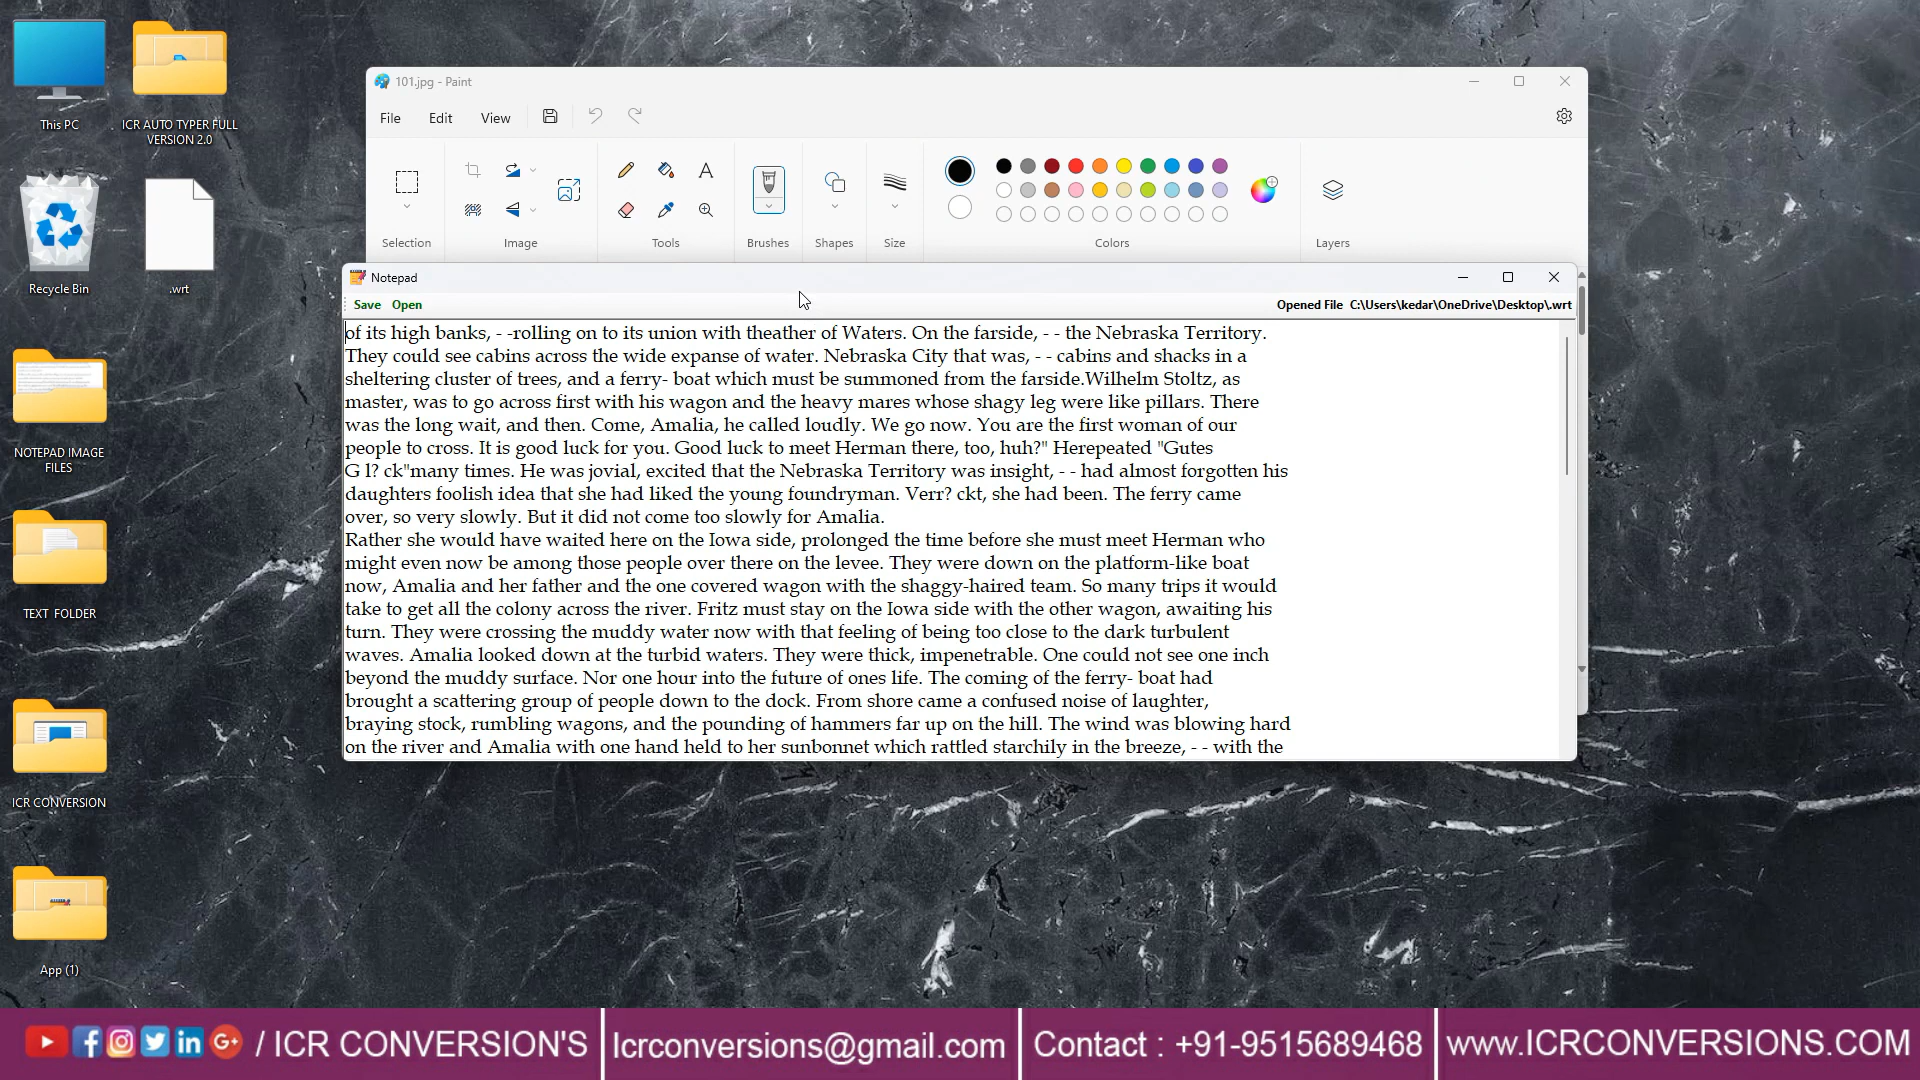 This PC
ICR AUTO TYPER FULL
VERSION 2.0
Recycle Bin
.wrt
NOTEPAD IMAGE
FILES
TEXT FOLDER
ICR CONVERSION
App (1)
101.jpg - Paint
File Edit View
Selection Image Tools Brushes Shapes Size Colors Layers
Notepad
Save Open Opened File C:\Users\kedar\OneDrive\Desktop\.wrt
of its high banks, - -rolling on to its union with theather of Waters. On the farside, - - the Nebraska Territory.
They could see cabins across the wide expanse of water. Nebraska City that was, - - cabins and shacks in a
sheltering cluster of trees, and a ferry- boat which must be summoned from the farside.Wilhelm Stoltz, as
master, was to go across first with his wagon and the heavy mares whose shagy leg were like pillars. There
was the long wait, and then. Come, Amalia, he called loudly. We go now. You are the first woman of our
people to cross. It is good luck for you. Good luck to meet Herman there, too, huh?" Herepeated "Gutes
G l? ck"many times. He was jovial, excited that the Nebraska Territory was insight, - - had almost forgotten his
daughters foolish idea that she had liked the young foundryman. Verr? ckt, she had been. The ferry came
over, so very slowly. But it did not come too slowly for Amalia.
Rather she would have waited here on the Iowa side, prolonged the time before she must meet Herman who
might even now be among those people over there on the levee. They were down on the platform-like boat
now, Amalia and her father and the one covered wagon with the shaggy-haired team. So many trips it would
take to get all the colony across the river. Fritz must stay on the Iowa side with the other wagon, awaiting his
turn. They were crossing the muddy water now with that feeling of being too close to the dark turbulent
waves. Amalia looked down at the turbid waters. They were thick, impenetrable. One could not see one inch
beyond the muddy surface. Nor one hour into the future of ones life. The coming of the ferry- boat had
brought a scattering group of people down to the dock. From shore came a confused noise of laughter,
braying stock, rumbling wagons, and the pounding of hammers far up on the hill. The wind was blowing hard
on the river and Amalia with one hand held to her sunbonnet which rattled starchily in the breeze, - - with the
/ ICR CONVERSION'S Icrconversions@gmail.com Contact : +91-9515689468 www.ICRCONVERSIONS.COM